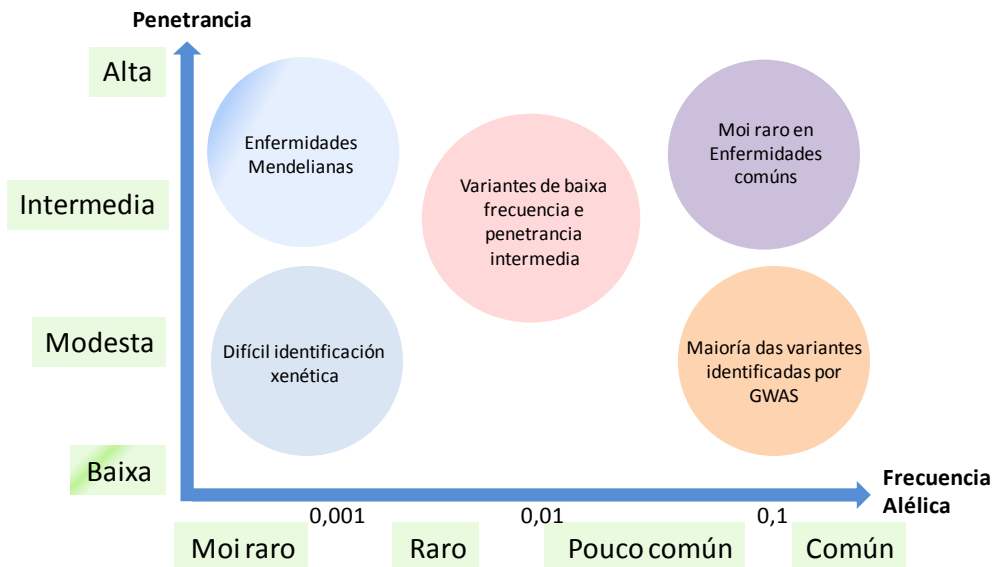 Penetrancia
Alta
Intermedia
Modesta
Baixa
Enfermidades
Mendelianas
Variantes de baixa
frecuencia e
penetrancia
intermedia
Moi raro en
Enfermidades
comúns
Difícil identificación
xenética
Maioría das variantes
identificadas por
GWAS
Frecuencia
Alélica
0,001
0,01
0,1
Moi raro
Raro
Pouco común
Común